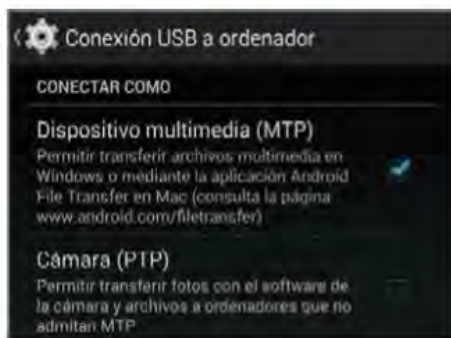 Conexión USB a ordenador
CONECTAR COMO
Dispositivo multimedia (MTP)
Permitir transferir archivos multimedia en
Windows o mediante la aplicación Android
File Transfer en Mac (consulta la página
www.android.com/filetransfer)
Cámara (PTP)
Permitir transferir fotos con el software de
la cámara y archivos a ordenadores que no
admitan MTP